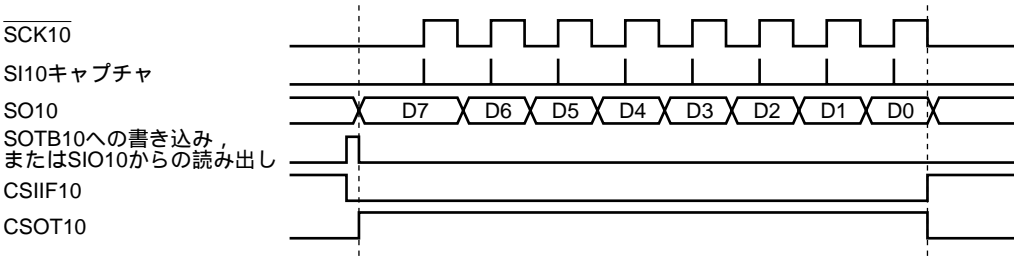 SCK10
SI10キャプチャ
SO10
D7 D6 D5 D4 D3 D2 D1 D0
SOTB10への書き込み，
またはSIO10からの読み出し
CSIIF10
CSOT10